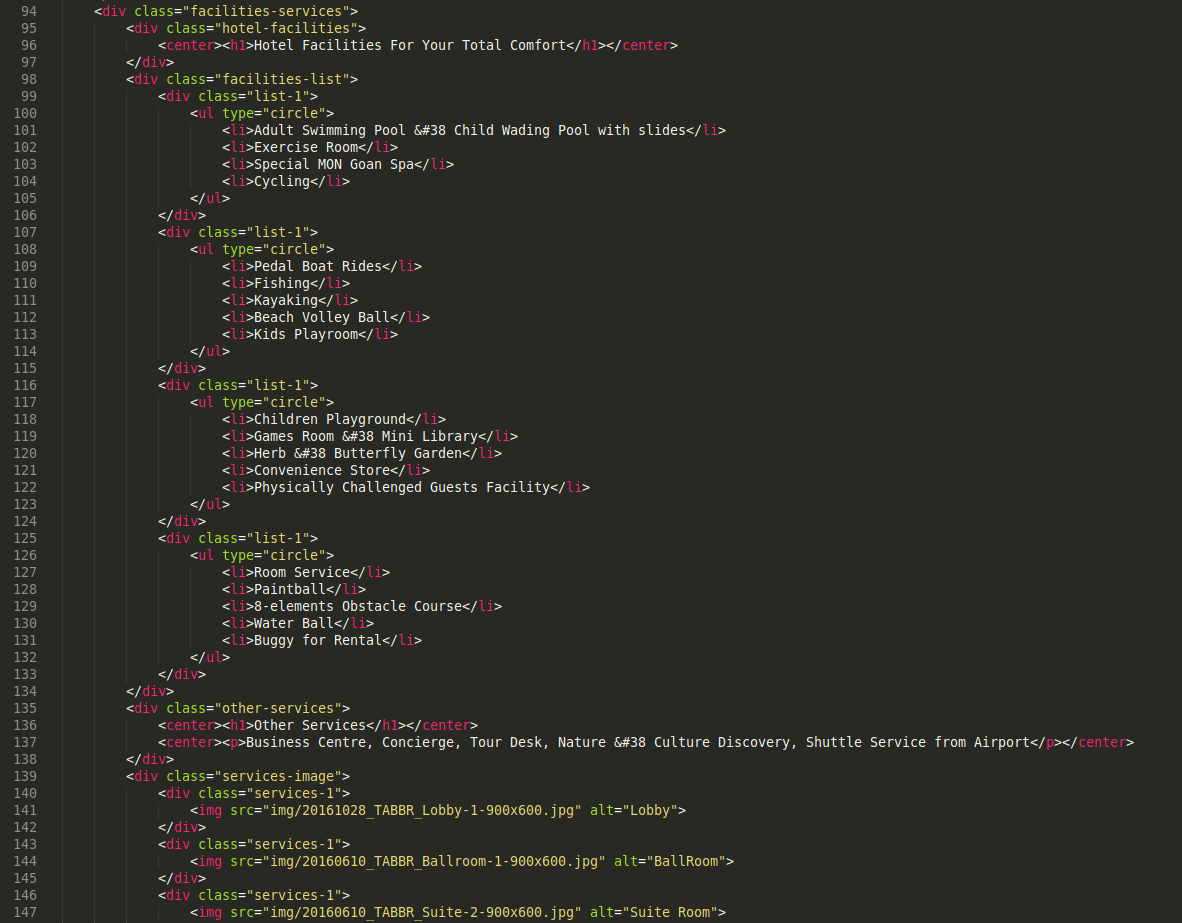 94 <div class="facilities-services">
95 <div class="hotel-facilities">
96 <center><h1>Hotel Facilities For Your Total Comfort</h1></center>
97 </div>
98 <div class="facilities-list">
99 <div class="list-1">
100 <ul type="circle">
101 <li>Adult Swimming Pool &#38 Child Wading Pool with slides</li>
102 <li>Exercise Room</li>
103 <li>Special MON Goan Spa</li>
104 <li>Cycling</li>
105 </ul>
106 </div>
107 <div class="list-1">
108 <ul type="circle">
109 <li>Pedal Boat Rides</li>
110 <li>Fishing</li>
111 <li>Kayaking</li>
112 <li>Beach Volley Ball</li>
113 <li>Kids Playroom</li>
114 </ul>
115 </div>
116 <div class="list-1">
117 <ul type="circle">
118 <li>Children Playground</li>
119 <li>Games Room &#38 Mini Library</li>
120 <li>Herb &#38 Butterfly Garden</li>
121 <li>Convenience Store</li>
122 <li>Physically Challenged Guests Facility</li>
123 </ul>
124 </div>
125 <div class="list-1">
126 <ul type="circle">
127 <li>Room Service</li>
128 <li>Paintball</li>
129 <li>8-elements Obstacle Course</li>
130 <li>Water Ball</li>
131 <li>Buggy for Rental</li>
132 </ul>
133 </div>
134 </div>
135 <div class="other-services">
136 <center><h1>Other Services</h1></center>
137 <center><p>Business Centre, Concierge, Tour Desk, Nature &#38 Culture Discovery, Shuttle Service from Airport</p></center>
138 </div>
139 <div class="services-image">
140 <div class="services-1">
141 <img src="img/20161028_TABBR_Lobby-1-900x600.jpg" alt="Lobby">
142 </div>
143 <div class="services-1">
144 <img src="img/20160610_TABBR_Ballroom-1-900x600.jpg" alt="BallRoom">
145 </div>
146 <div class="services-1">
147 <img src="img/20160610_TABBR_Suite-2-900x600.jpg" alt="Suite Room">